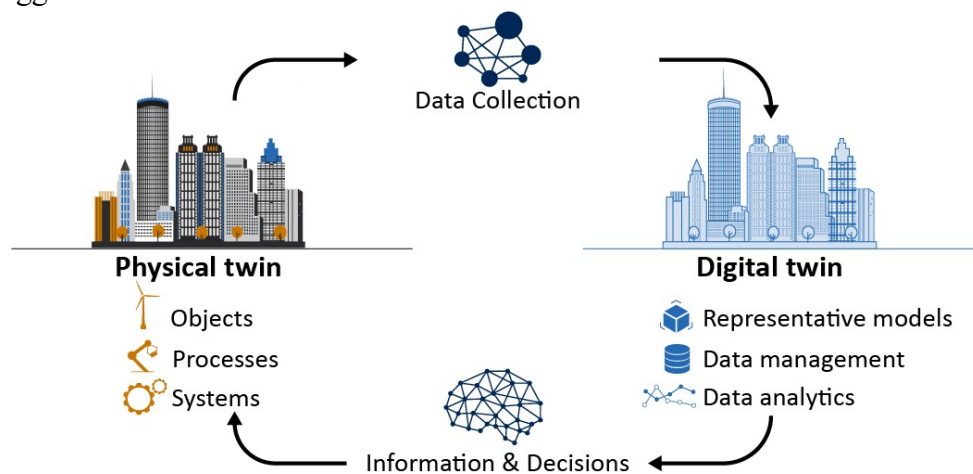 Data Collection
Physical twin
Digital twin
Objects
Representative models
Processes
Data management
Systems
Data analytics
Information & Decisions